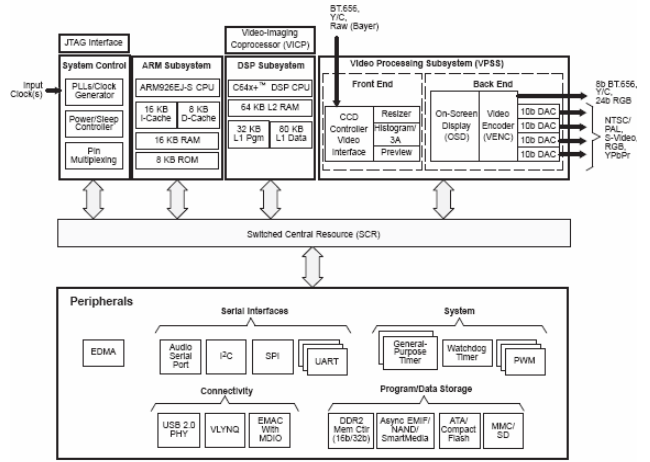 BT.656,
Y/C,
Raw (Bayer)
JTAG Interface
Video-Imaging
Coprocessor (VICP)
System Control
ARM Subsystem
DSP Subsystem
Video Processing Subsystem (VPSS)
Input
Clock(s)
PLLs/Clock
Generator
Power/Sleep
Controller
Pin
Multiplexing
ARM926EJ-S CPU
16 KB
I-Cache
8 KB
D-Cache
16 KB RAM
8 KB ROM
C64x+™ DSP CPU
64 KB L2 RAM
32 KB
L1 Pgm
80 KB
L1 Data
Front End
CCD
Controller
Video
Interface
Resizer
Histogram/
3A
Preview
Back End
On-Screen
Display
(OSD)
Video
Encoder
(VENC)
10b DAC
10b DAC
10b DAC
10b DAC
8b BT.656,
Y/C,
24b RGB
NTSC/
PAL,
S-Video,
RGB,
YPbPr
Switched Central Resource (SCR)
Peripherals
EDMA
Serial Interfaces
Audio
Serial
Port
I²C
SPI
UART
System
General-
Purpose
Timer
Watchdog
Timer
PWM
Connectivity
USB 2.0
PHY
VLYNQ
EMAC
With
MDIO
Program/Data Storage
DDR2
Mem Ctlr
(16b/32b)
Async EMIF/
NAND/
SmartMedia
ATA/
Compact
Flash
MMC/
SD